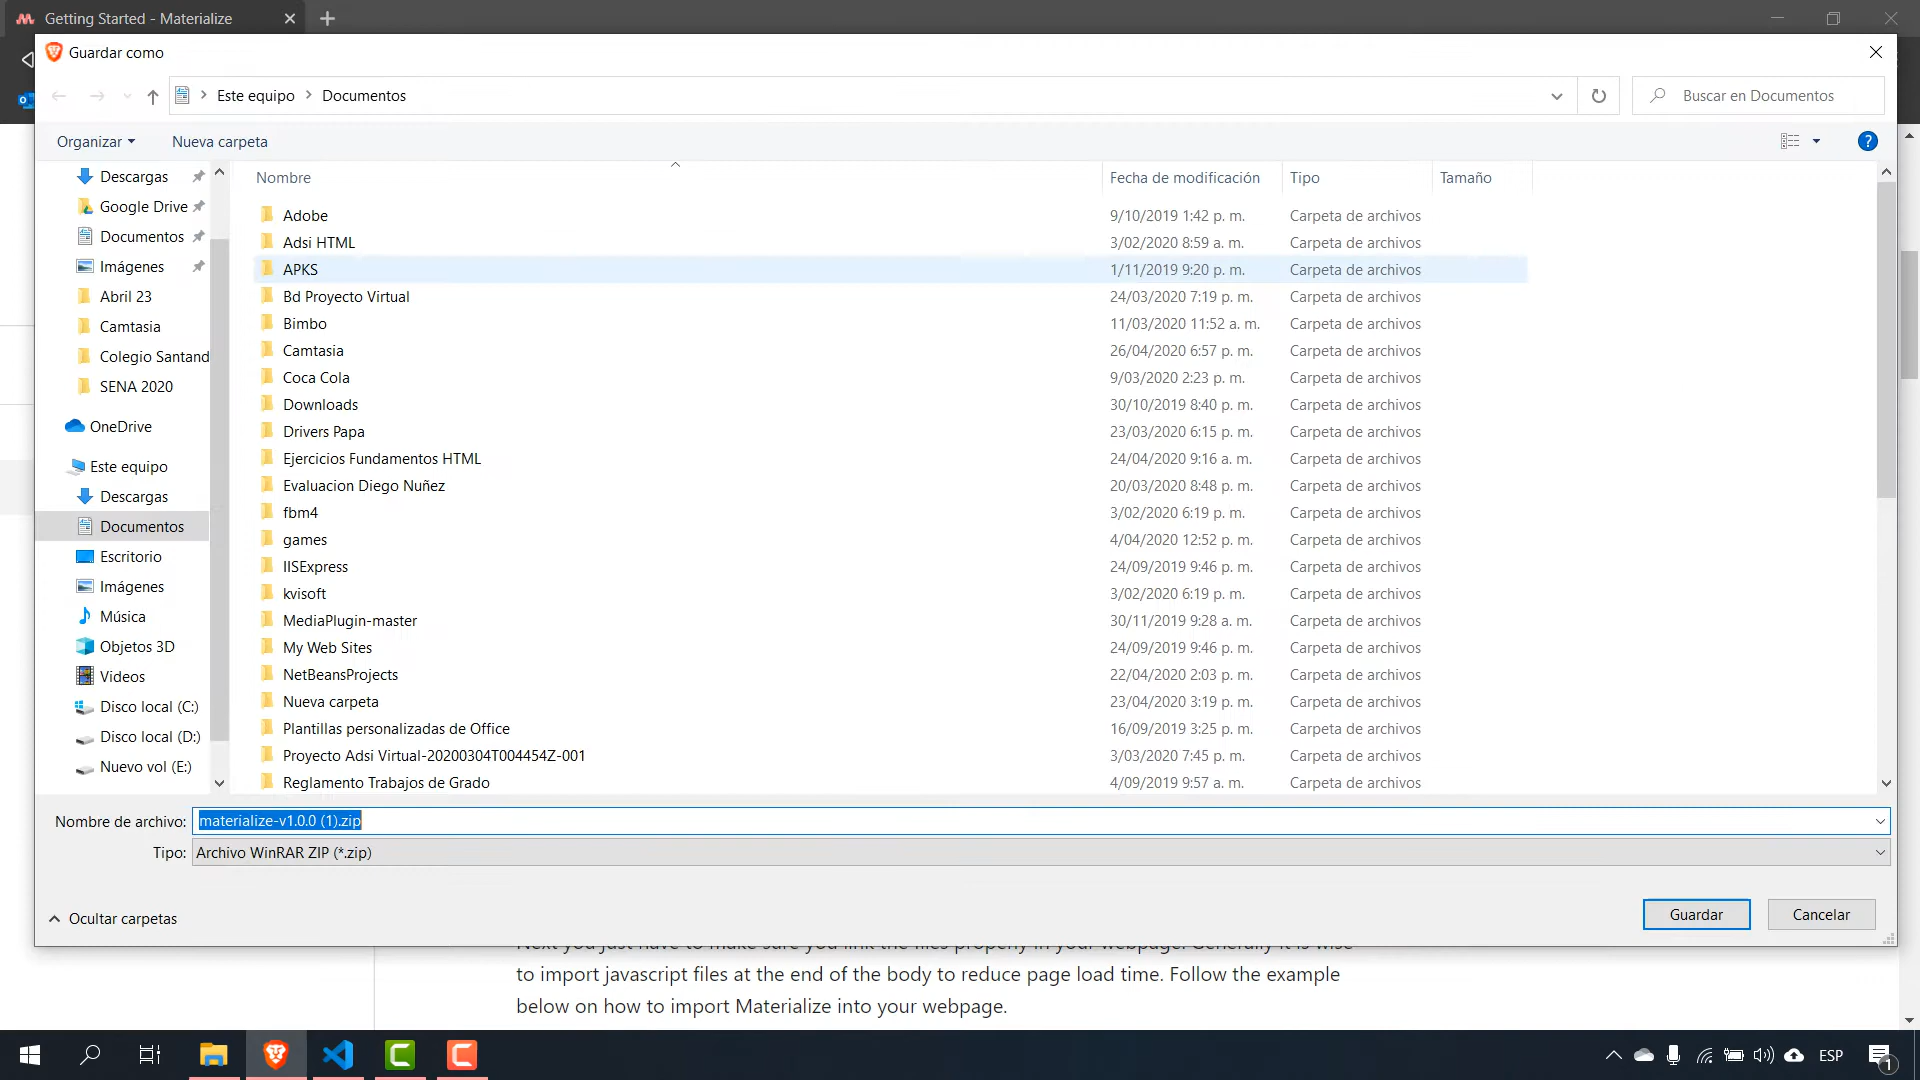 Getting Started - Materialize
Guardar como
Este equipo
Documentos
Buscar en Documentos
Organizar
Nueva carpeta
Nombre
Fecha de modificación
Tipo
Tamaño
Descargas
Google Drive
Documentos
Imágenes
Abril 23
Camtasia
Colegio Santand
SENA 2020
OneDrive
Este equipo
Descargas
Documentos
Escritorio
Imágenes
Música
Objetos 3D
Videos
Disco local (C:)
Disco local (D:)
Nuevo vol (E:)
Adobe 9/10/2019 1:42 p. m. Carpeta de archivos
Adsi HTML 3/02/2020 8:59 a. m. Carpeta de archivos
APKS 1/11/2019 9:20 p. m. Carpeta de archivos
Bd Proyecto Virtual 24/03/2020 7:19 p. m. Carpeta de archivos
Bimbo 11/03/2020 11:52 a. m. Carpeta de archivos
Camtasia 26/04/2020 6:57 p. m. Carpeta de archivos
Coca Cola 9/03/2020 2:23 p. m. Carpeta de archivos
Downloads 30/10/2019 8:40 p. m. Carpeta de archivos
Drivers Papa 23/03/2020 6:15 p. m. Carpeta de archivos
Ejercicios Fundamentos HTML 24/04/2020 9:16 a. m. Carpeta de archivos
Evaluacion Diego Nuñez 20/03/2020 8:48 p. m. Carpeta de archivos
fbm4 3/02/2020 6:19 p. m. Carpeta de archivos
games 4/04/2020 12:52 p. m. Carpeta de archivos
IISExpress 24/09/2019 9:46 p. m. Carpeta de archivos
kvisoft 3/02/2020 6:19 p. m. Carpeta de archivos
MediaPlugin-master 30/11/2019 9:28 a. m. Carpeta de archivos
My Web Sites 24/09/2019 9:46 p. m. Carpeta de archivos
NetBeansProjects 22/04/2020 2:03 p. m. Carpeta de archivos
Nueva carpeta 23/04/2020 3:19 p. m. Carpeta de archivos
Plantillas personalizadas de Office 16/09/2019 3:25 p. m. Carpeta de archivos
Proyecto Adsi Virtual-20200304T004454Z-001 3/03/2020 7:45 p. m. Carpeta de archivos
Reglamento Trabajos de Grado 4/09/2019 9:57 a. m. Carpeta de archivos
Nombre de archivo: materialize-v1.0.0 (1).zip
Tipo: Archivo WinRAR ZIP (*.zip)
Ocultar carpetas
Guardar
Cancelar
Next you just have to make sure you link the files properly in your webpage. Generally it is wise
to import javascript files at the end of the body to reduce page load time. Follow the example
below on how to import Materialize into your webpage.
ESP
1